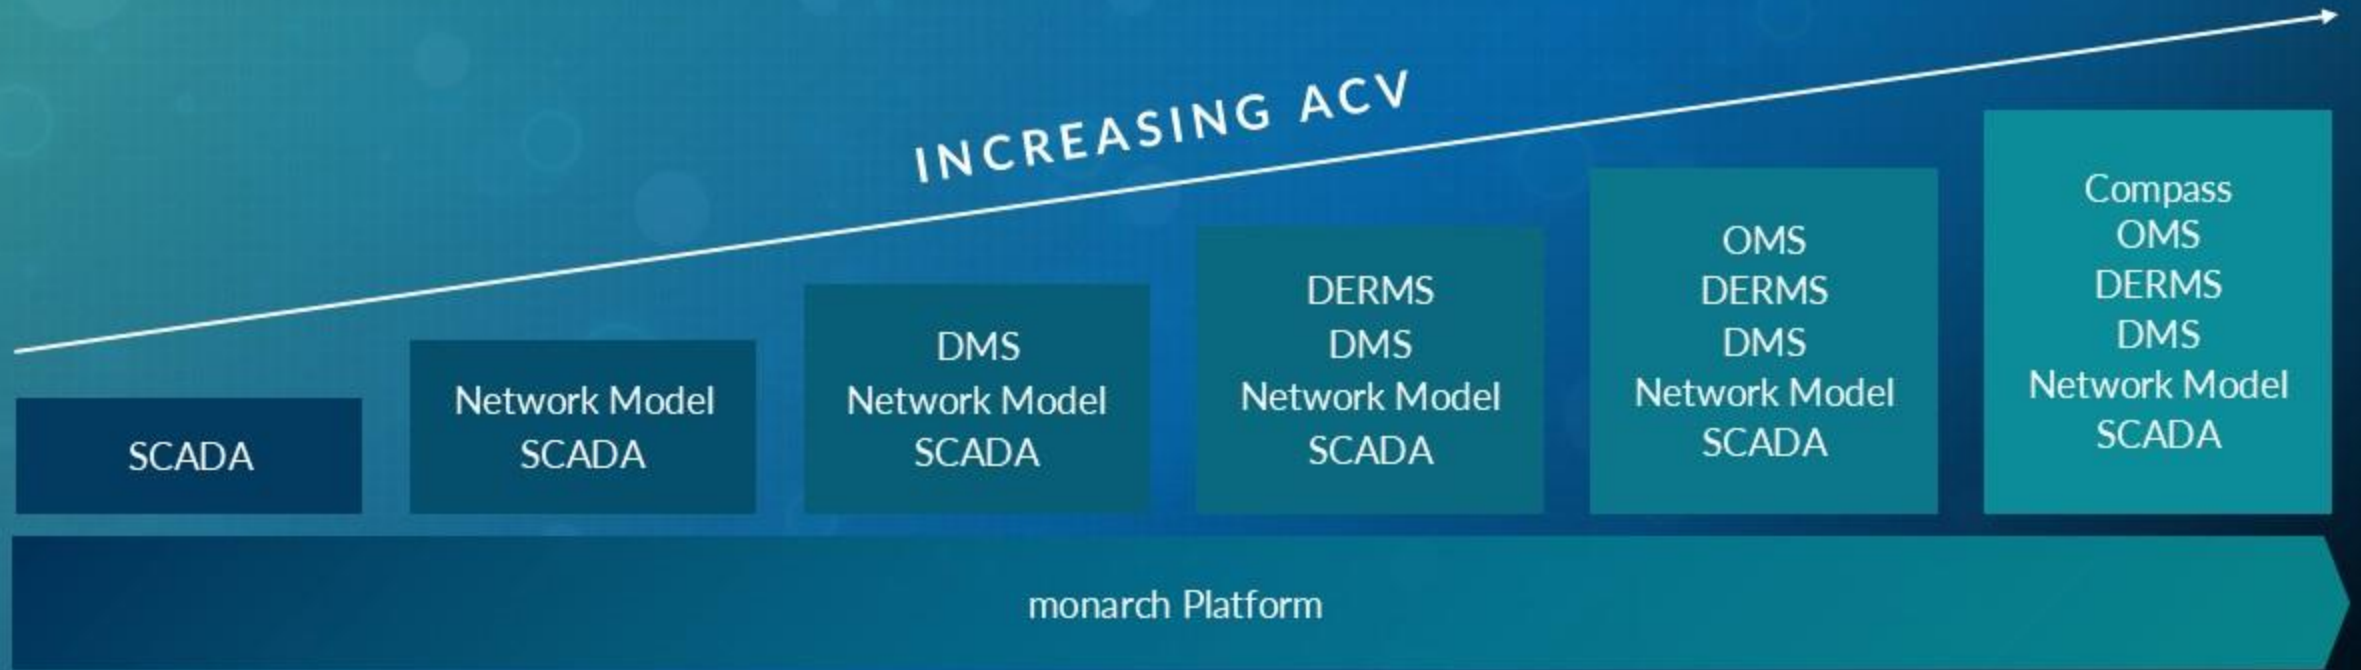 INCREASING ACV
SCADA
Network Model
SCADA
DMS
Network Model
SCADA
DERMS
DMS
Network Model
SCADA
OMS
DERMS
DMS
Network Model
SCADA
Compass
OMS
DERMS
DMS
Network Model
SCADA
monarch Platform